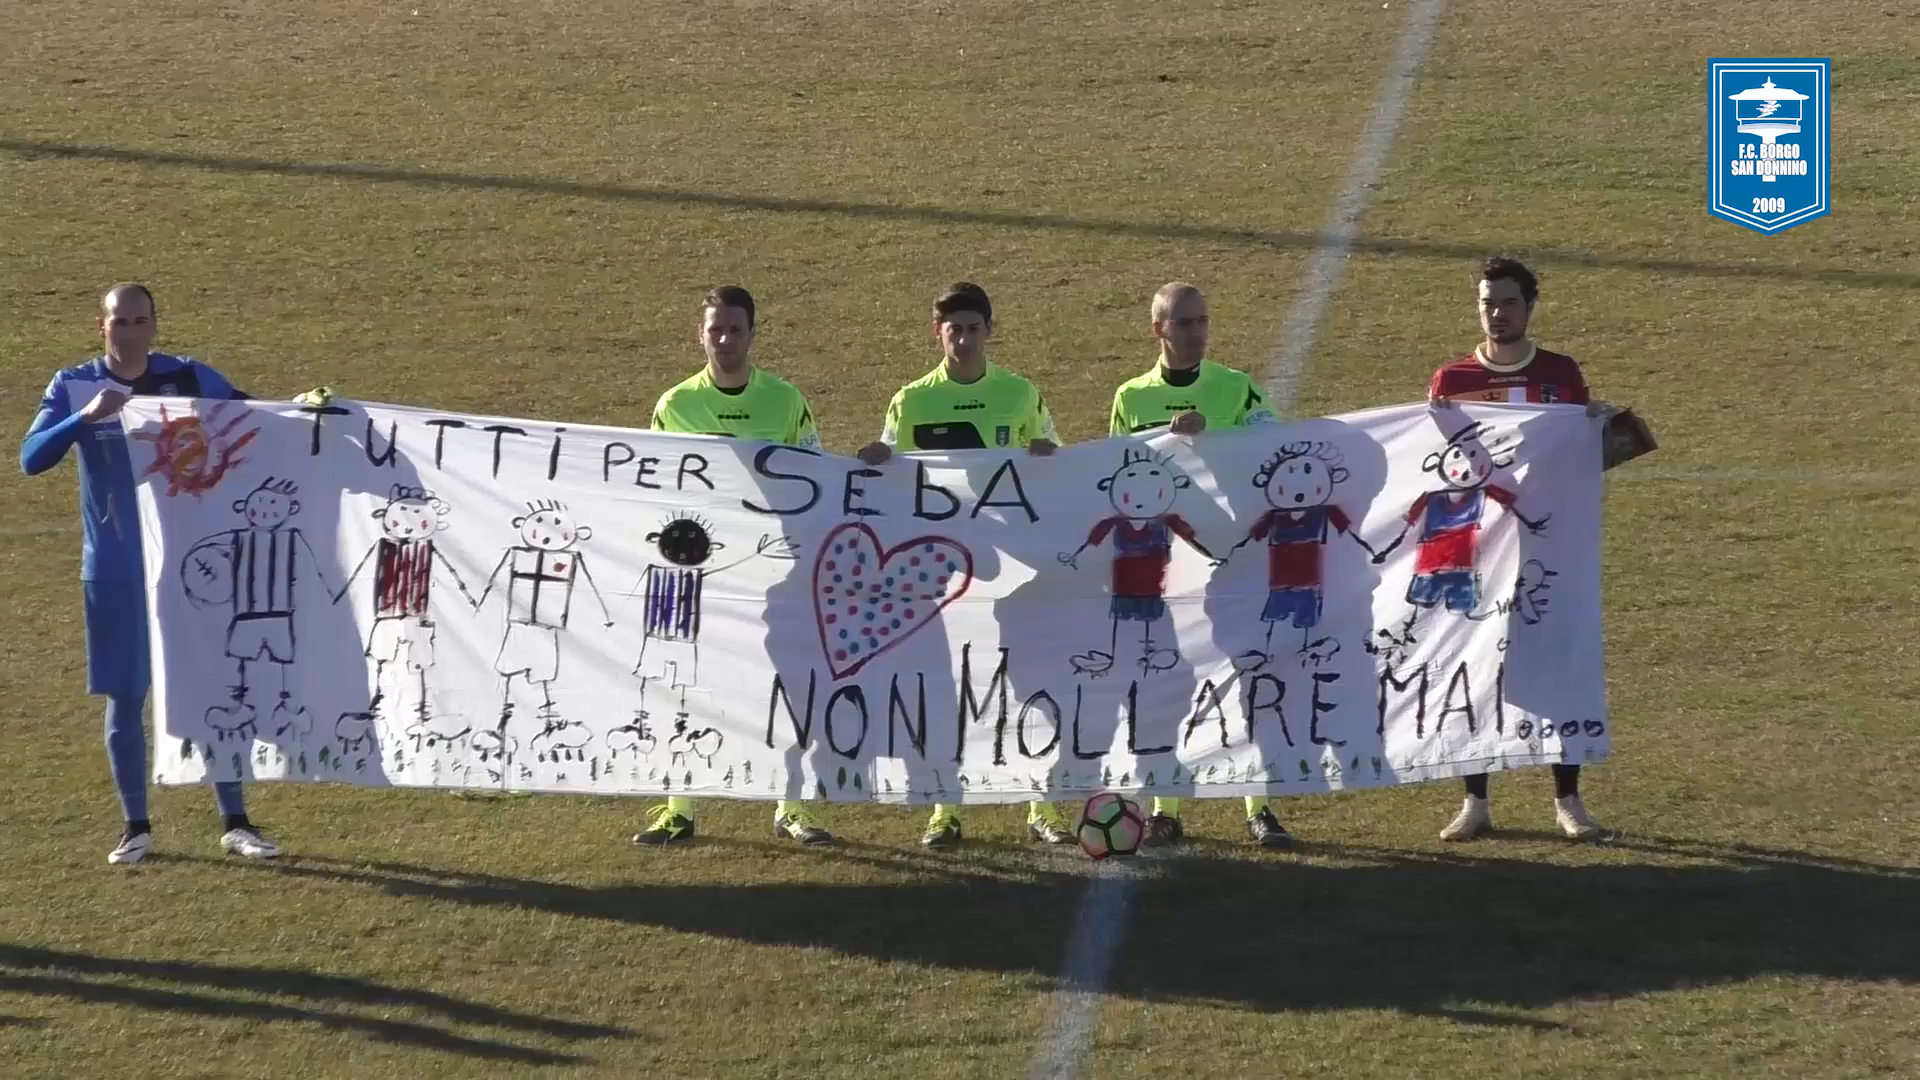 TUTTI PER SEBA
NON MOLLARE MAI....
F.C. BORGO
SAN DONNINO
2009